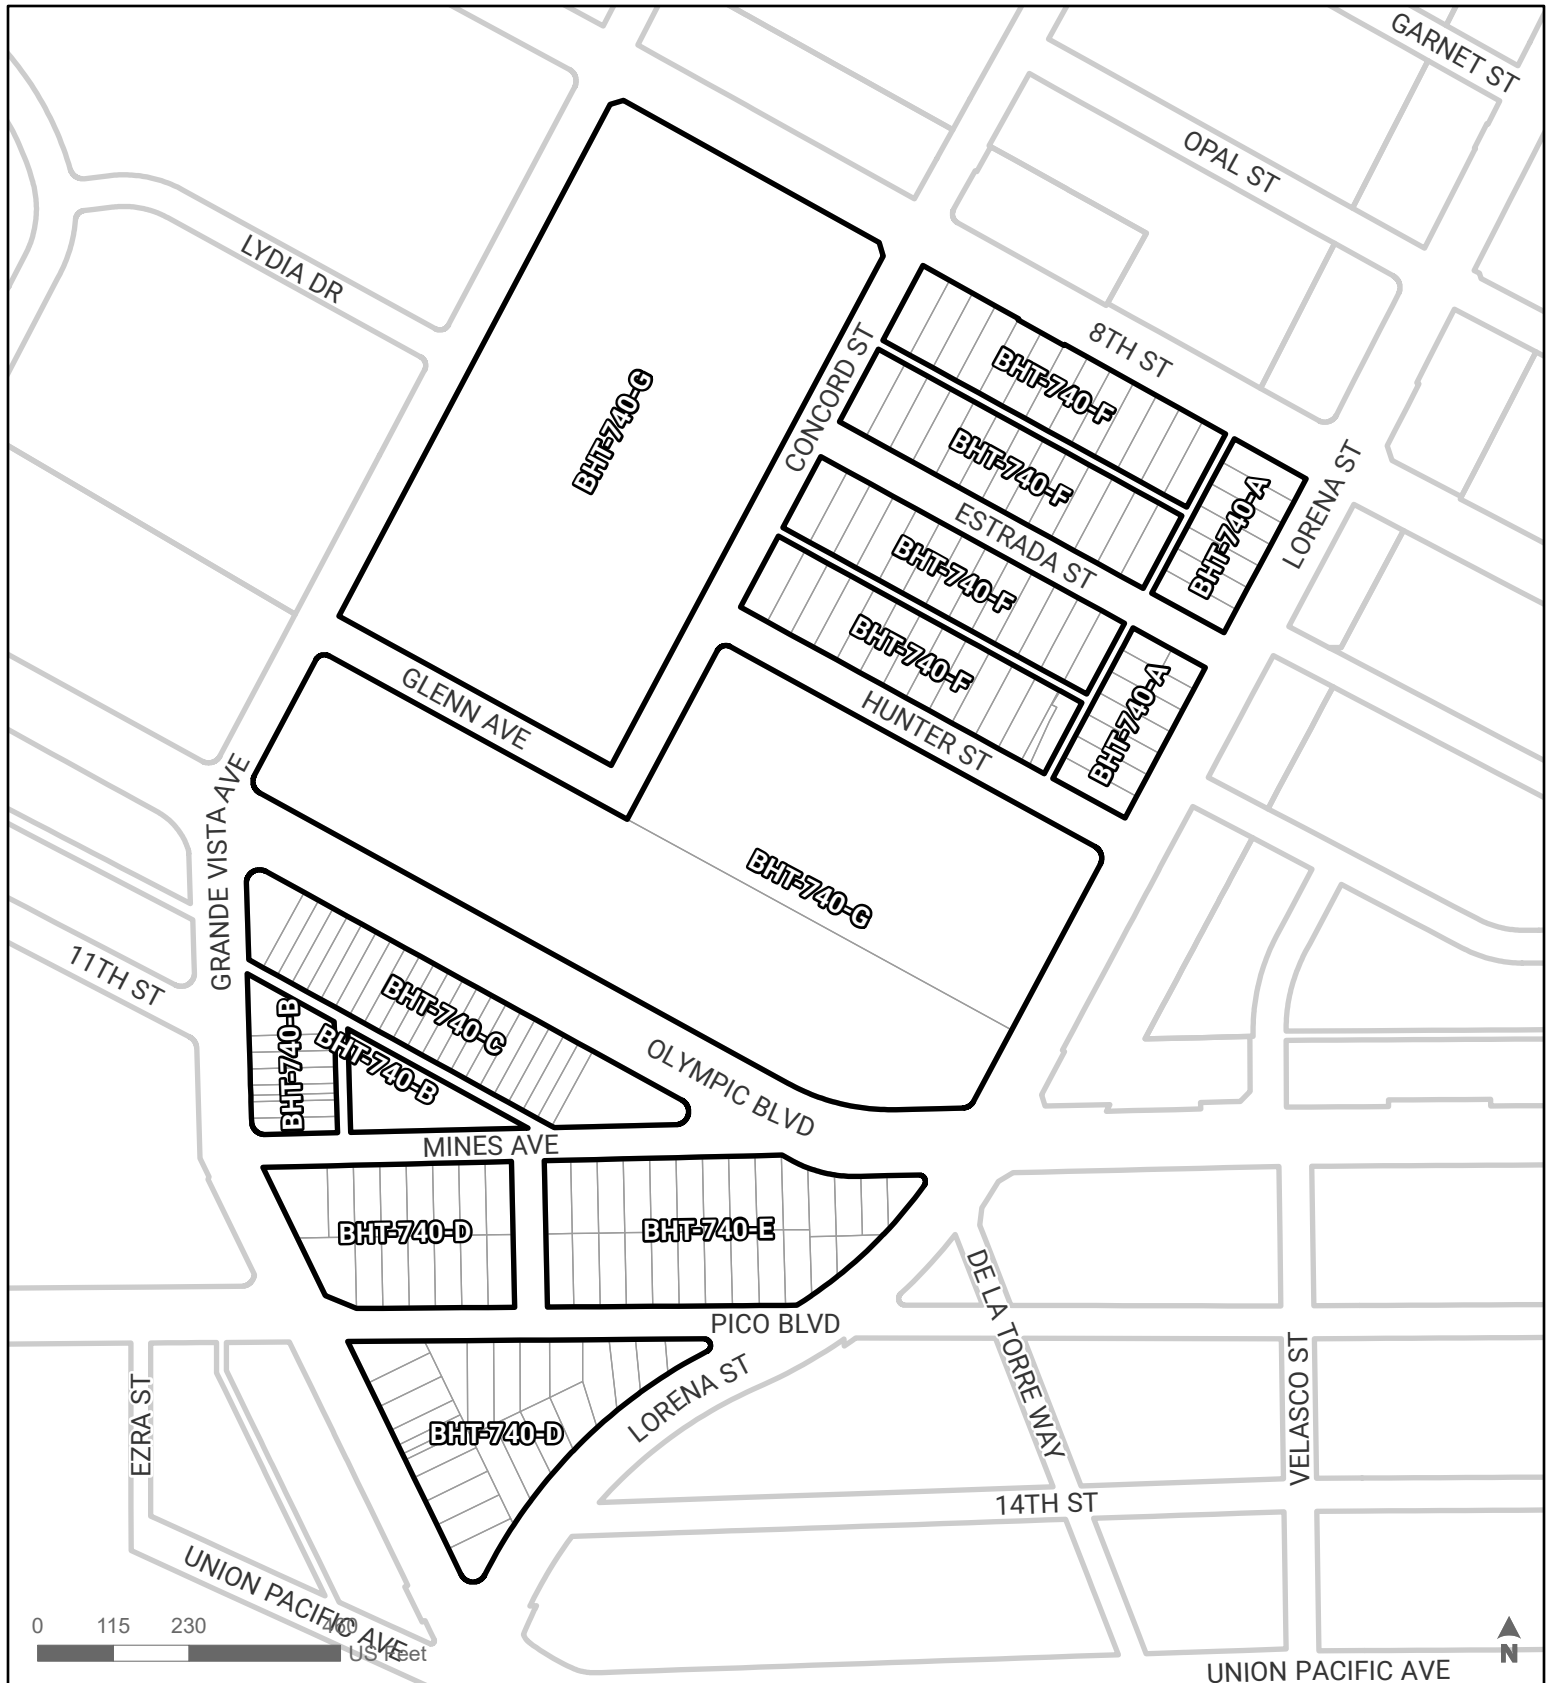 GARNET ST
OPAL ST
LYDIA DR
8TH ST
CONCORD ST
BHT-740-F
BHT-740-G
BHT-740-F
LORENA ST
BHT-740-A
ESTRADA ST
BHT-740-F
BHT-740-F
BHT-740-A
GLENN AVE
HUNTER ST
GRANDE VISTA AVE
BHT-740-G
11TH ST
BHT-740-C
BHT-740-B
BHT-740-B
OLYMPIC BLVD
MINES AVE
BHT-740-D
BHT-740-E
DE LA TORRE WAY
PICO BLVD
LORENA ST
VELASCO ST
EZRA ST
BHT-740-D
14TH ST
UNION PACIFIC AVE
0 115 230 460
US Feet
N
UNION PACIFIC AVE